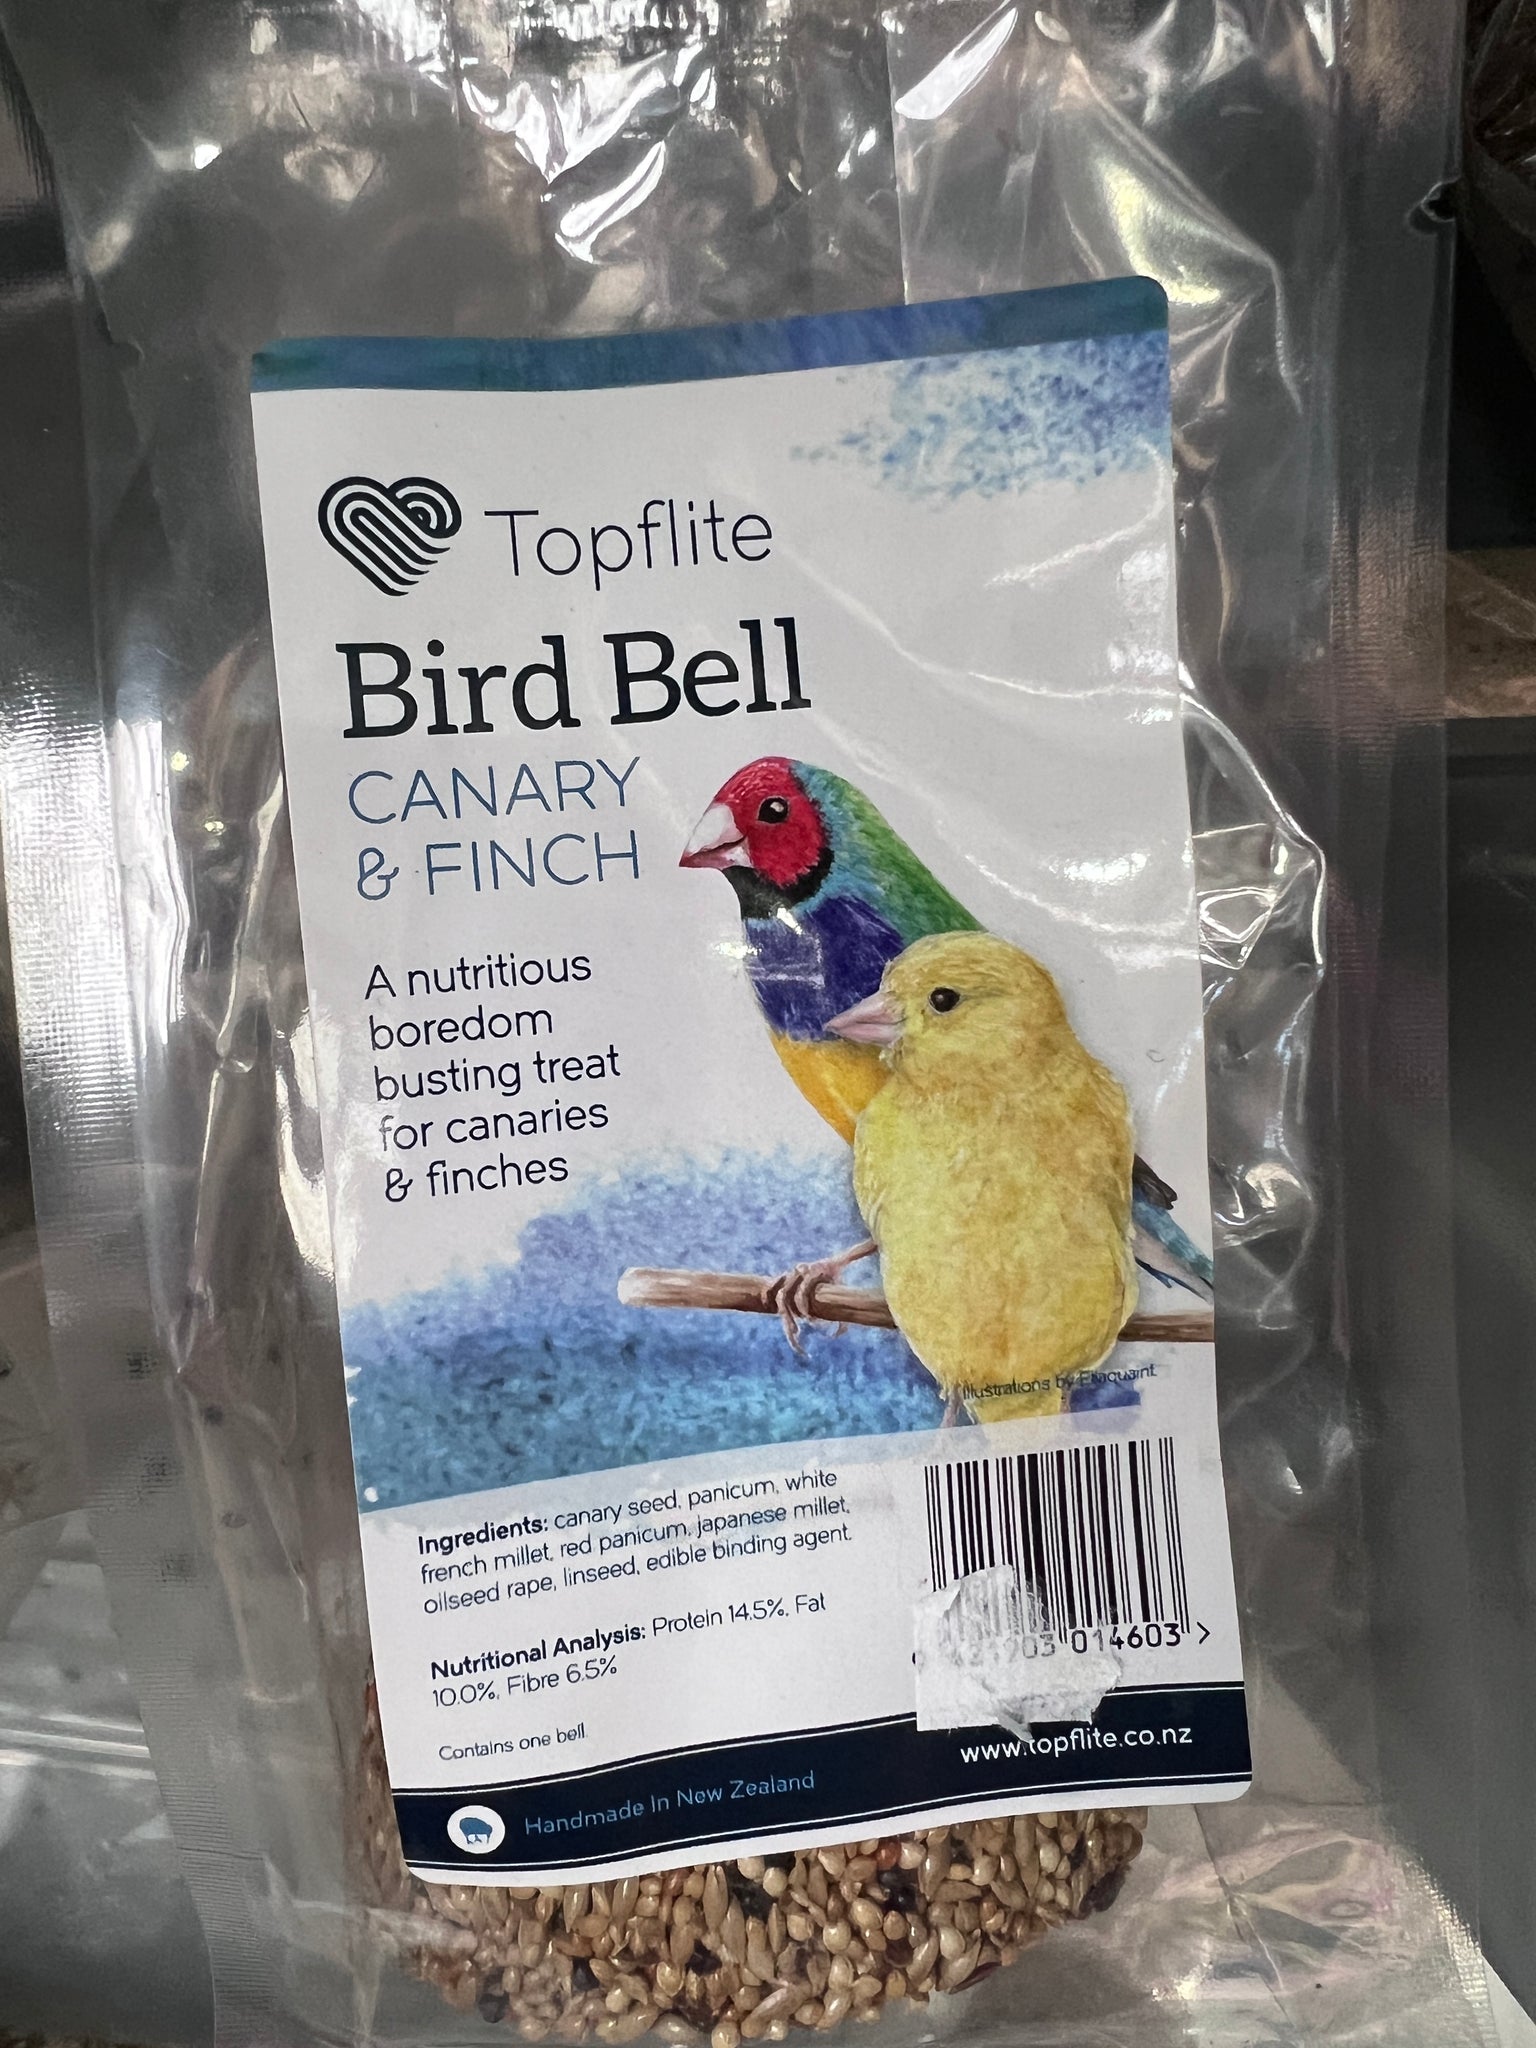 Topflite
Bird Bell
CANARY
& FINCH
A nutritious
boredom
busting treat
for canaries
& finches
Illustrations by
Ingredients: canary seed, panicum, white
french millet, red panicum, japanese millet,
oilseed rape, linseed, edible binding agent.
Nutritional Analysis: Protein 14.5%, Fat
10.0%, Fibre 6.5%
Contains one bell.
014603 >
www.topflite.co.nz
Handmade In New Zealand